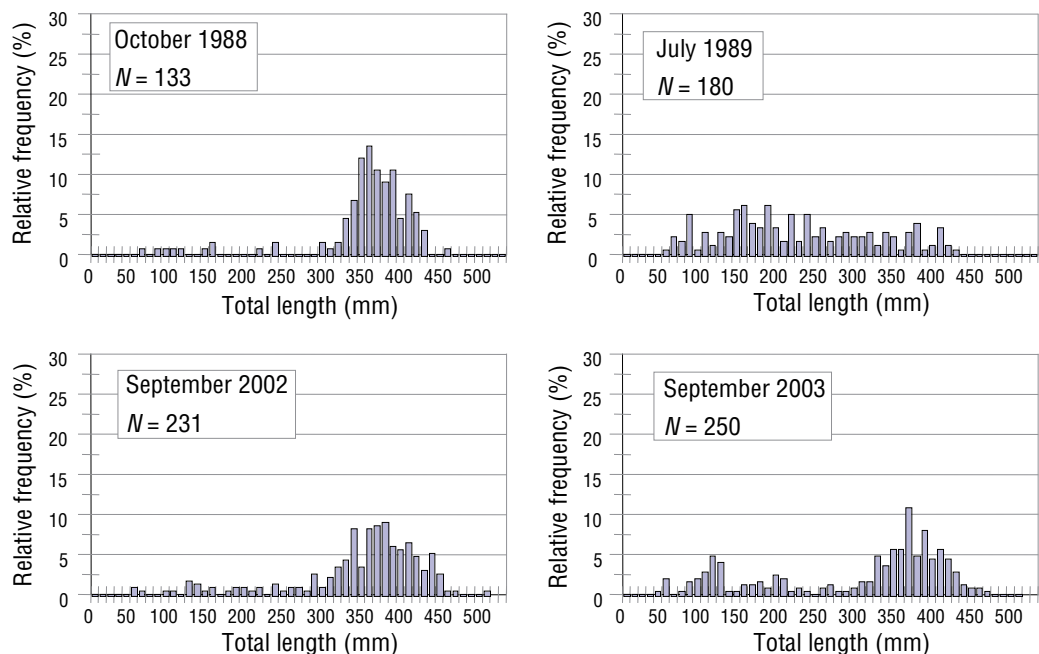 30
25
20
15
10
5
0
Relative frequency (%)
October 1988
N = 133
0 50 100 150 200 250 300 350 400 450 500
Total length (mm)
30
25
20
15
10
5
0
Relative frequency (%)
July 1989
N = 180
0 50 100 150 200 250 300 350 400 450 500
Total length (mm)
30
25
20
15
10
5
0
Relative frequency (%)
September 2002
N = 231
0 50 100 150 200 250 300 350 400 450 500
Total length (mm)
30
25
20
15
10
5
0
Relative frequency (%)
September 2003
N = 250
0 50 100 150 200 250 300 350 400 450 500
Total length (mm)